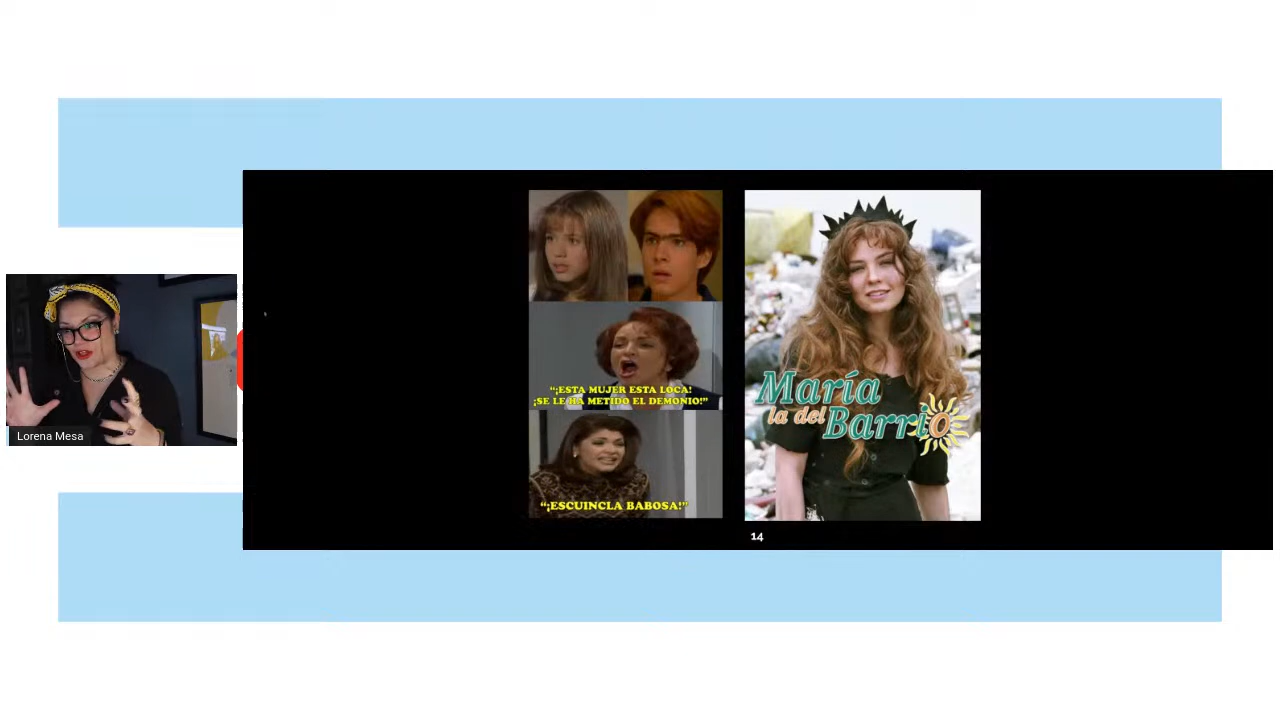 Lorena Mesa
“¡ESTA MUJER ESTA LOCA!
¡SE LE HA METIDO EL DEMONIO!”
“¡ESCUINCLA BABOSA!”
María
la del
Barrio
14